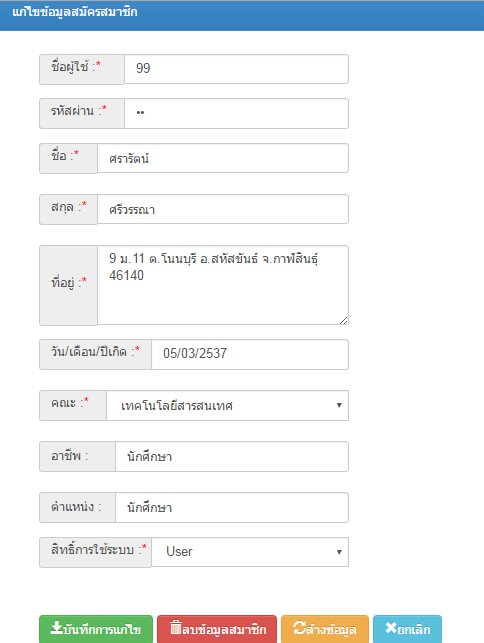 แก้ไขข้อมูลสมัครสมาชิก
ชื่อผู้ใช้ :* 99
รหัสผ่าน :* ••
ชื่อ :* ศรารัตน์
สกุล :* ศรีวรรณา
ที่อยู่ :* 9 ม.11 ต.โนนบุรี อ.สหัสขันธ์ จ.กาฬสินธุ์
46140
วัน/เดือน/ปีเกิด :* 05/03/2537
คณะ :* เทคโนโลยีสารสนเทศ
อาชีพ : นักศึกษา
ตำแหน่ง : นักศึกษา
สิทธิ์การใช้ระบบ :* User
บันทึกการแก้ไข ลบข้อมูลสมาชิก ล้างข้อมูล ยกเลิก